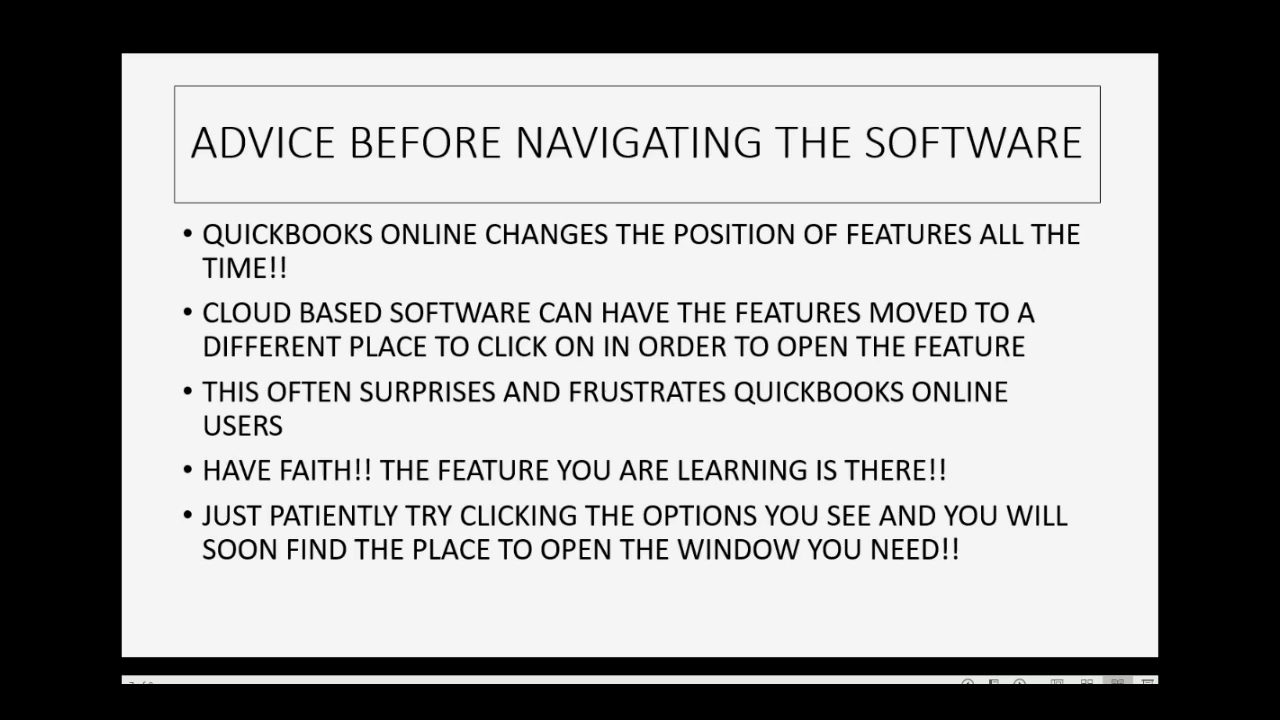 ADVICE BEFORE NAVIGATING THE SOFTWARE
• QUICKBOOKS ONLINE CHANGES THE POSITION OF FEATURES ALL THE
TIME!!
• CLOUD BASED SOFTWARE CAN HAVE THE FEATURES MOVED TO A
DIFFERENT PLACE TO CLICK ON IN ORDER TO OPEN THE FEATURE
• THIS OFTEN SURPRISES AND FRUSTRATES QUICKBOOKS ONLINE
USERS
• HAVE FAITH!! THE FEATURE YOU ARE LEARNING IS THERE!!
• JUST PATIENTLY TRY CLICKING THE OPTIONS YOU SEE AND YOU WILL
SOON FIND THE PLACE TO OPEN THE WINDOW YOU NEED!!